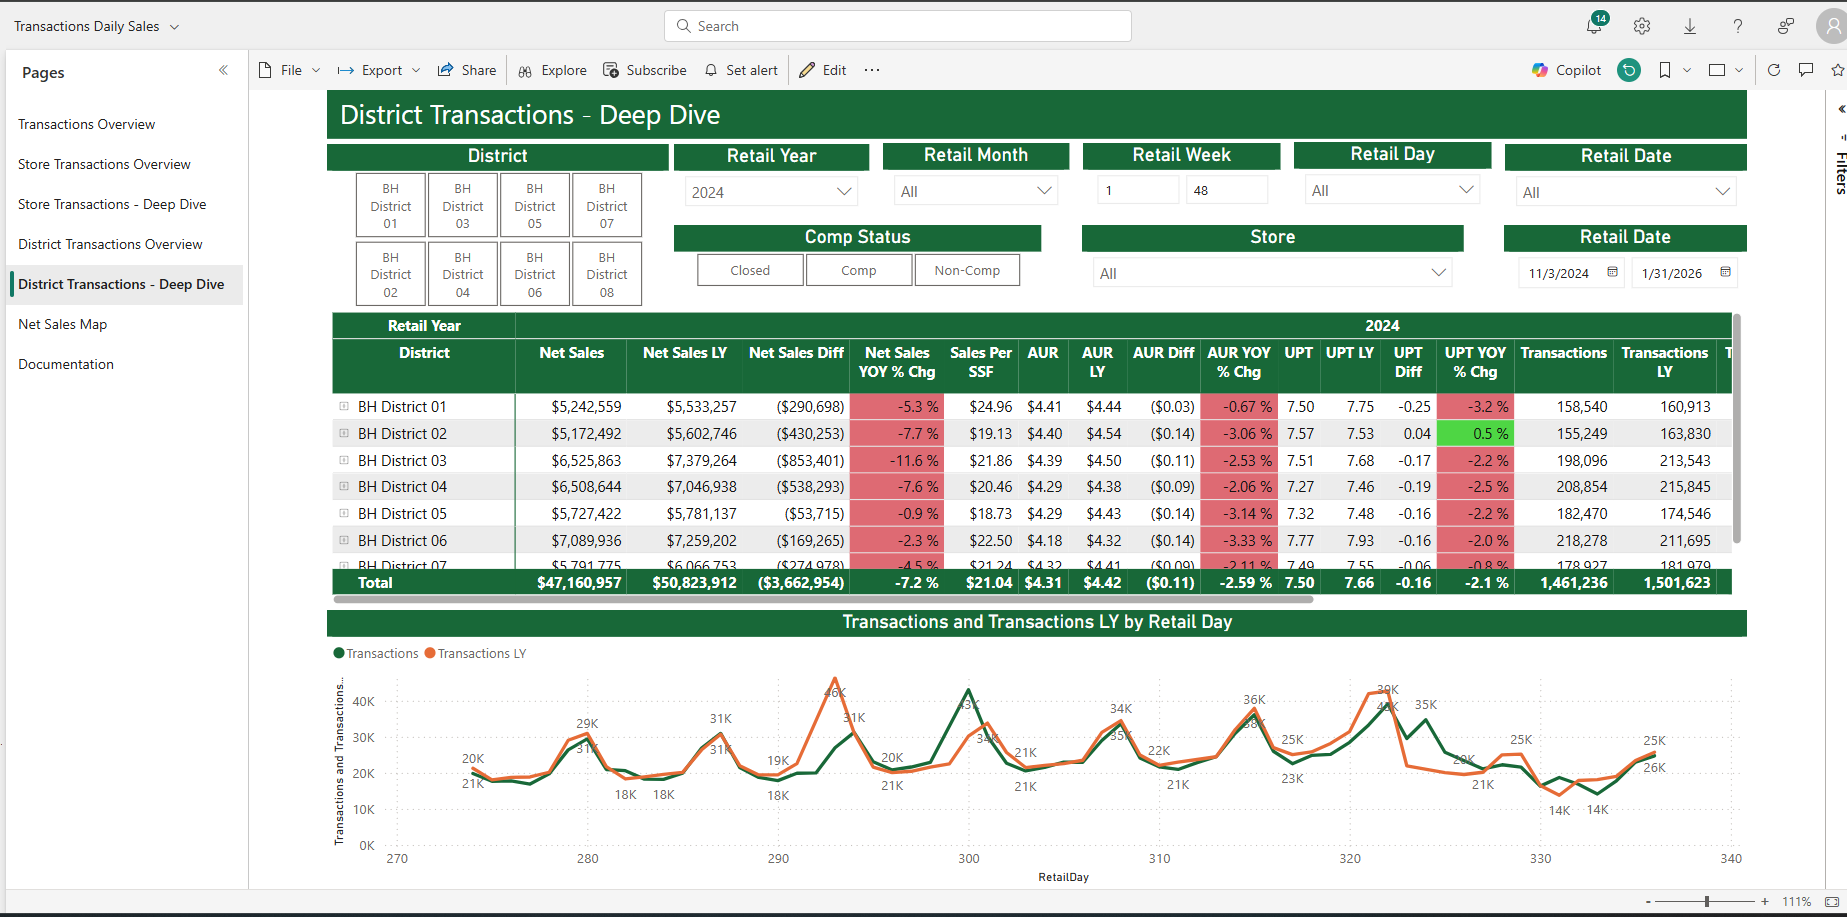 Transactions Daily Sales
Search
14
Pages
File
Export
Share
Explore
Subscribe
Set alert
Edit
Copilot
Transactions Overview
Store Transactions Overview
Store Transactions - Deep Dive
District Transactions Overview
District Transactions - Deep Dive
Net Sales Map
Documentation
Filters
District Transactions - Deep Dive
District
BH District 01
BH District 03
BH District 05
BH District 07
BH District 02
BH District 04
BH District 06
BH District 08
Retail Year
2024
Retail Month
All
Retail Week
1 48
Retail Day
All
Retail Date
All
Comp Status
Closed Comp Non-Comp
Store
All
Retail Date
11/3/2024 1/31/2026
Retail Year 2024
District Net Sales Net Sales LY Net Sales Diff Net Sales YOY % Chg Sales Per SSF AUR AUR LY AUR Diff AUR YOY % Chg UPT UPT LY UPT Diff UPT YOY % Chg Transactions Transactions LY T
BH District 01 $5,242,559 $5,533,257 ($290,698) -5.3 % $24.96 $4.41 $4.44 ($0.03) -0.67 % 7.50 7.75 -0.25 -3.2 % 158,540 160,913
BH District 02 $5,172,492 $5,602,746 ($430,253) -7.7 % $19.13 $4.40 $4.54 ($0.14) -3.06 % 7.57 7.53 0.04 0.5 % 155,249 163,830
BH District 03 $6,525,863 $7,379,264 ($853,401) -11.6 % $21.86 $4.39 $4.50 ($0.11) -2.53 % 7.51 7.68 -0.17 -2.2 % 198,096 213,543
BH District 04 $6,508,644 $7,046,938 ($538,293) -7.6 % $20.46 $4.29 $4.38 ($0.09) -2.06 % 7.27 7.46 -0.19 -2.5 % 208,854 215,845
BH District 05 $5,727,422 $5,781,137 ($53,715) -0.9 % $18.73 $4.29 $4.43 ($0.14) -3.14 % 7.32 7.48 -0.16 -2.2 % 182,470 174,546
BH District 06 $7,089,936 $7,259,202 ($169,265) -2.3 % $22.50 $4.18 $4.32 ($0.14) -3.33 % 7.77 7.93 -0.16 -2.0 % 218,278 211,695
BH District 07 $5,791,775 $6,066,753 ($274,978) -4.5 % $21.24 $4.32 $4.41 ($0.09) -2.11 % 7.49 7.55 -0.06 -0.8 % 178,927 181,979
Total $47,160,957 $50,823,912 ($3,662,954) -7.2 % $21.04 $4.31 $4.42 ($0.11) -2.59 % 7.50 7.66 -0.16 -2.1 % 1,461,236 1,501,623
Transactions and Transactions LY by Retail Day
Transactions Transactions LY
Transactions and Transactions...
40K
30K
20K
10K
0K
20K
21K
29K
31K
18K
18K
31K
31K
19K
18K
46K
31K
20K
21K
43K
34K
21K
21K
34K
35K
22K
21K
36K
38K
25K
23K
39K
35K
20K
21K
25K
14K
14K
25K
26K
270 280 290 300 310 320 330 340
RetailDay
- + 111%